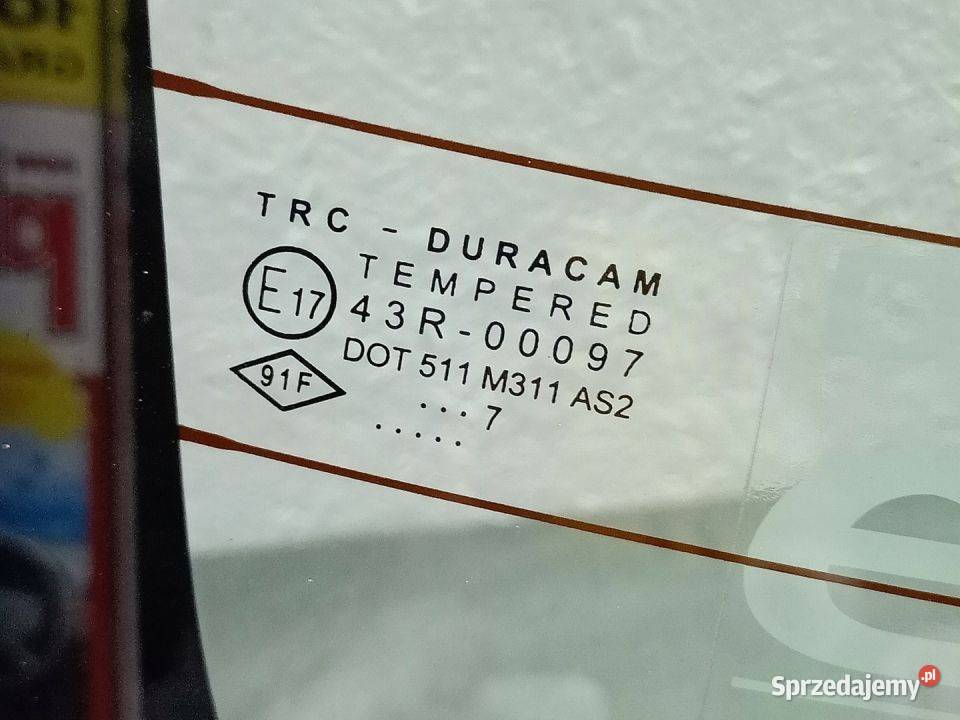 TRC - DURACAM
TEMPERED
E17
43R-00097
DOT 511 M311 AS2
91F
... 7
.....
Sprzedajemy.pl